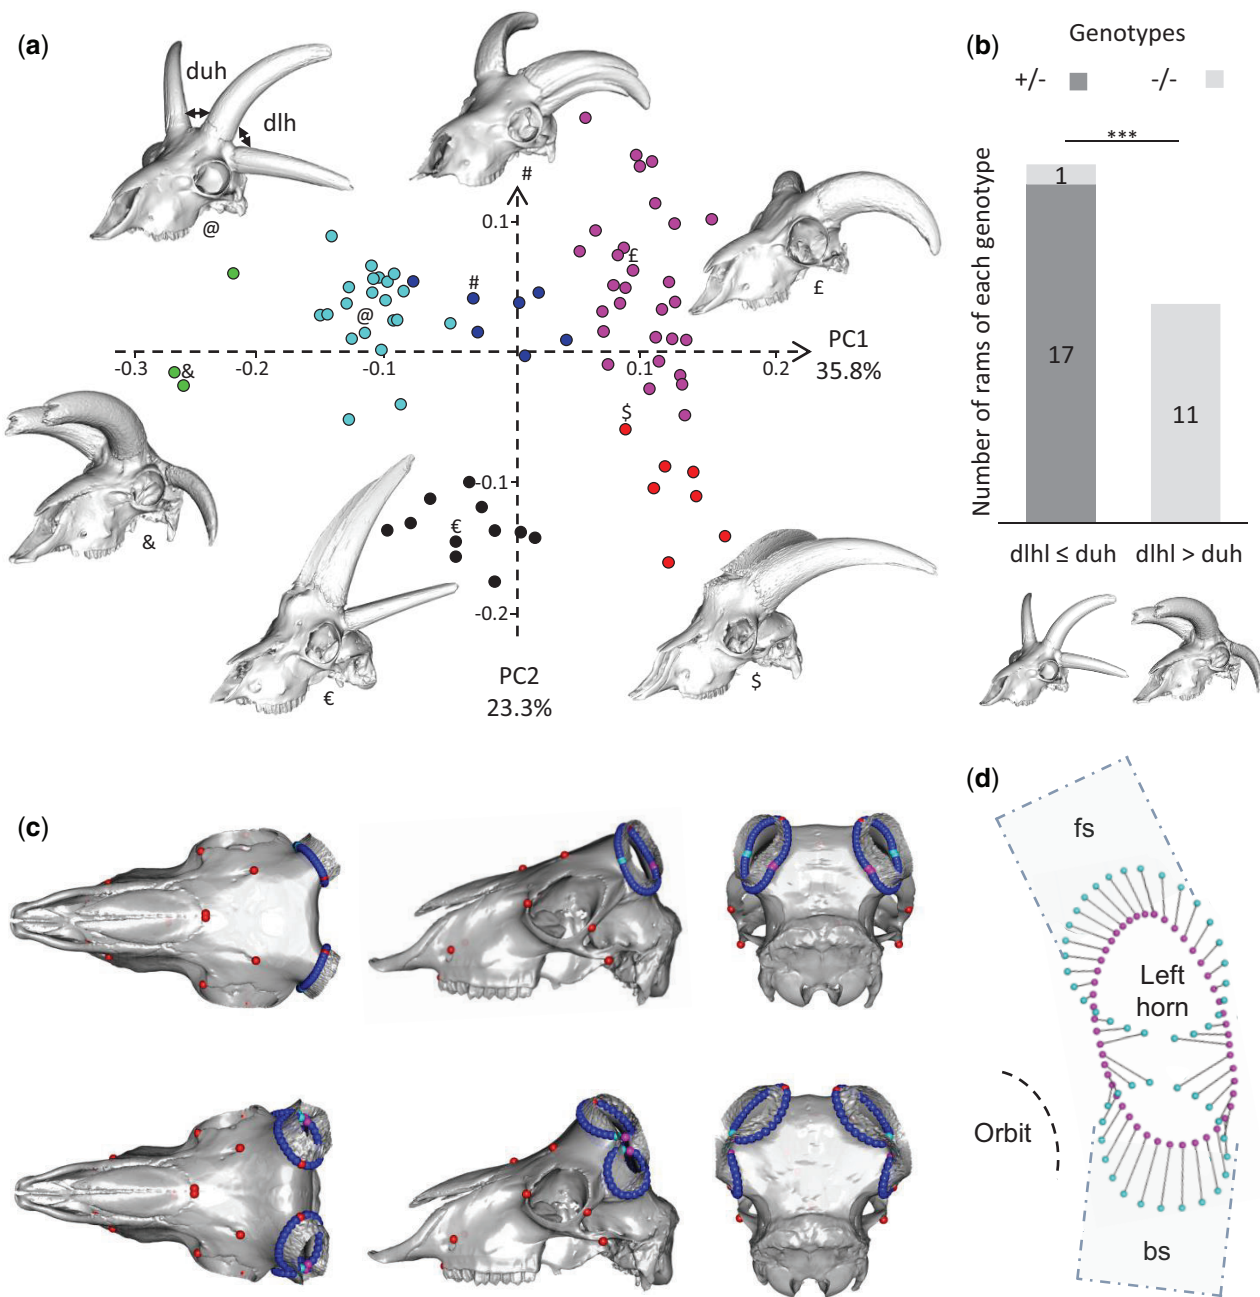 (a)
duh
dlh
@
#
£
0.1
#
£
@
PC1
35.8%
-0.3
-0.2
-0.1
0.1
0.2
&
$
&
-0.1
€
-0.2
€
PC2
23.3%
$
(b)
Genotypes
+/-
-/-
***
Number of rams of each genotype
1
17
11
dlhl ≤ duh
dlhl > duh
(c)
(d)
fs
Left
horn
Orbit
bs